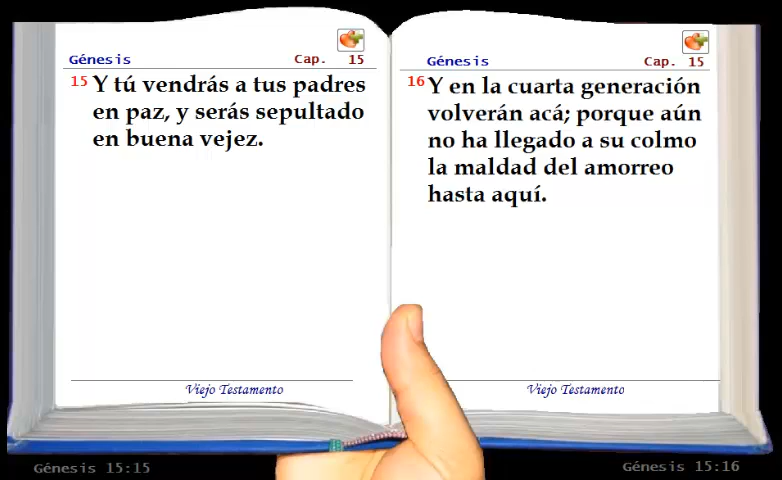 Génesis
Cap. 15
15 Y tú vendrás a tus padres
en paz, y serás sepultado
en buena vejez.
Viejo Testamento
Génesis 15:15
Génesis
Cap. 15
16 Y en la cuarta generación
volverán acá; porque aún
no ha llegado a su colmo
la maldad del amorreo
hasta aquí.
Viejo Testamento
Génesis 15:16